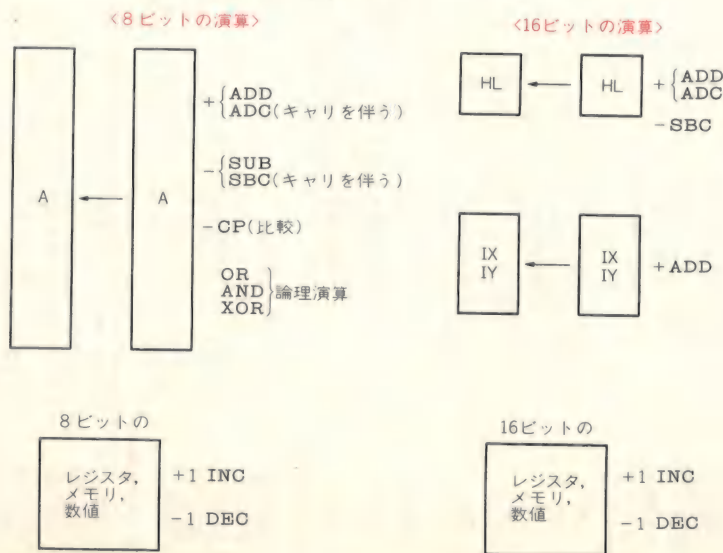 <8ビットの演算>
A
A
+ ADD
ADC(キャリを伴う)
- SUB
SBC(キャリを伴う)
-CP(比較)
OR
AND
XOR
論理演算
<16ビットの演算>
HL
HL
+ ADD
ADC
-SBC
IX
IY
IX
IY
+ADD
8ビットの
レジスタ,
メモリ,
数値
+1 INC
-1 DEC
16ビットの
レジスタ,
メモリ,
数値
+1 INC
-1 DEC